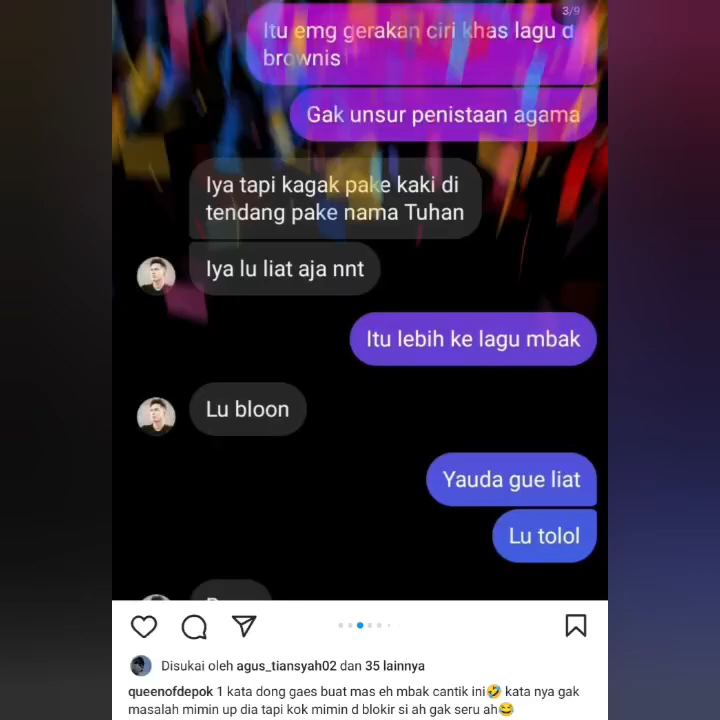 3/9
Itu emg gerakan ciri khas lagu d
brownis
Gak unsur penistaan agama
Iya tapi kagak pake kaki di
tendang pake nama Tuhan
Iya lu liat aja nnt
Itu lebih ke lagu mbak
Lu bloon
Yauda gue liat
Lu tolol
Disukai oleh agus_tiansyah02 dan 35 lainnya
queenofdepok 1 kata dong gaes buat mas eh mbak cantik ini🤣 kata nya gak
masalah mimin up dia tapi kok mimin d blokir si ah gak seru ah😂